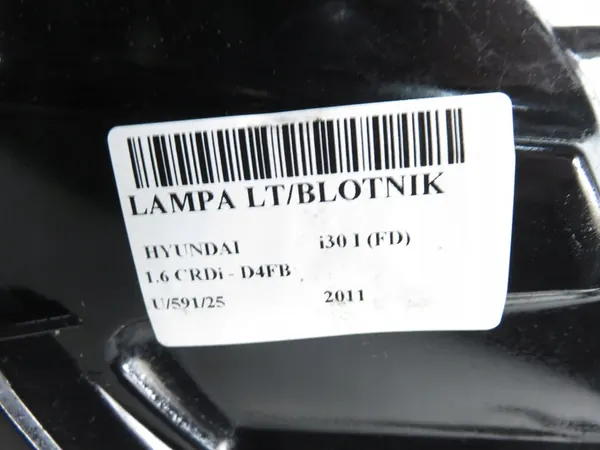 LAMPA LT/BLOTNIK
HYUNDAI i30 I (FD)
1.6 CRDi - D4FB
U/591/25 2011